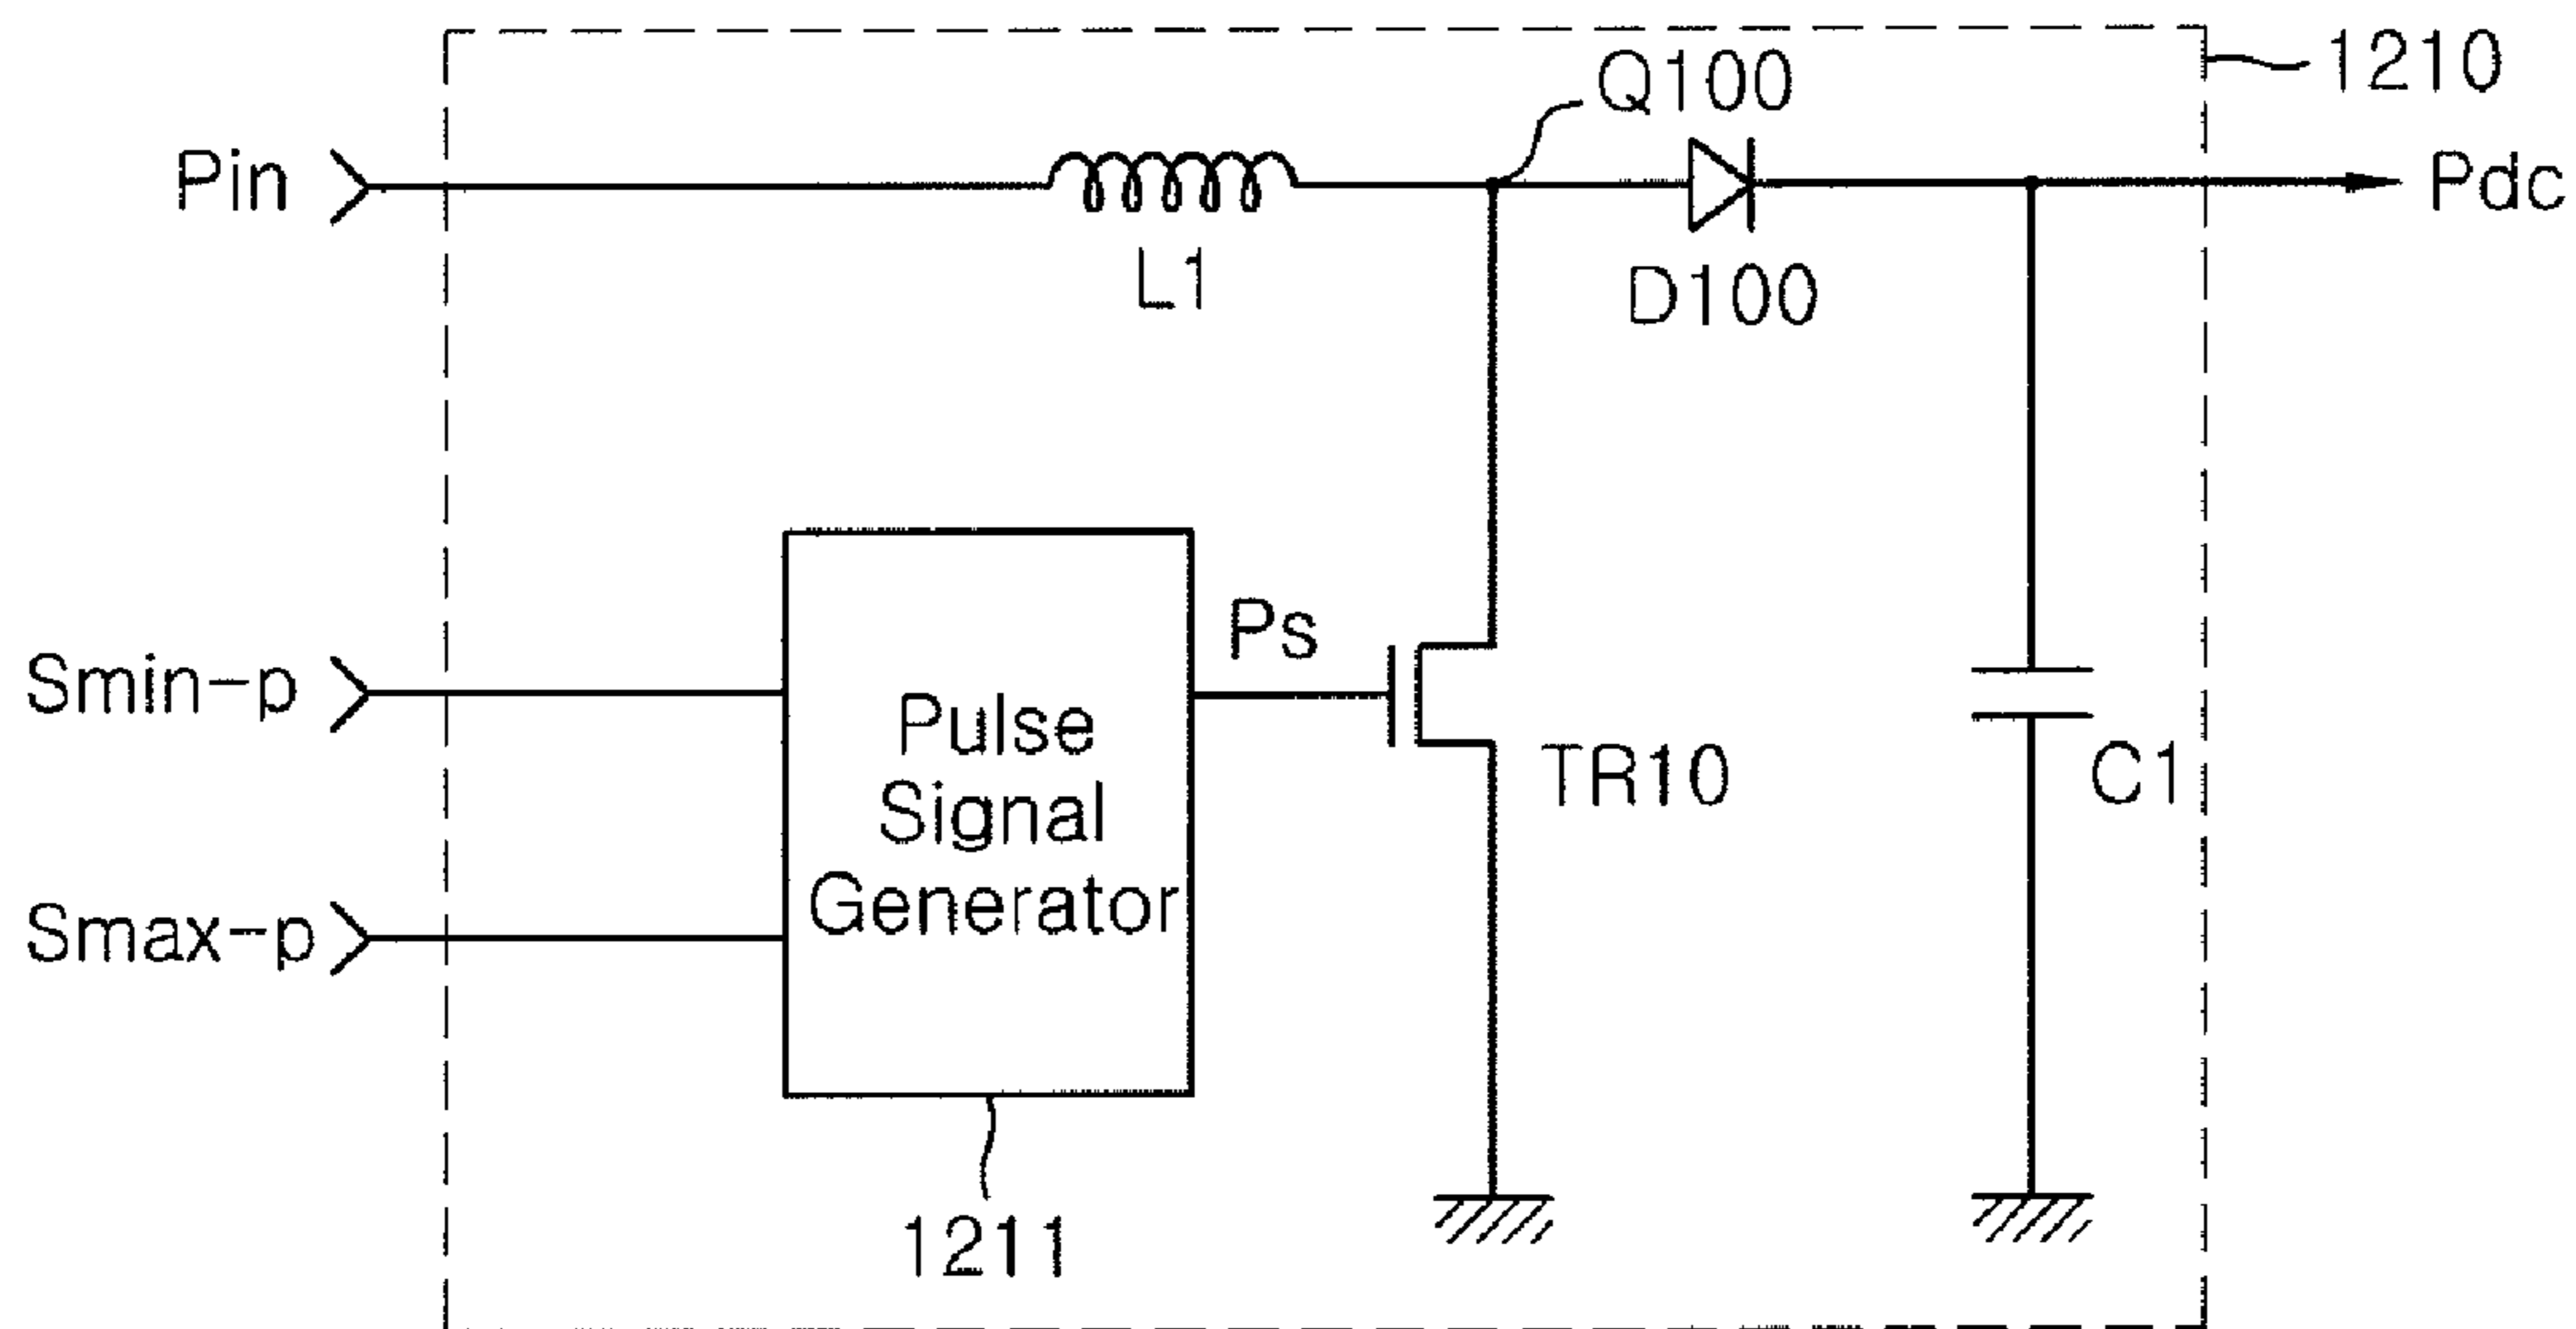 1210
Q100
Pin
Pdc
L1
D100
Ps
Smin-p
Pulse
Signal
Generator
TR10
C1
Smax-p
1211